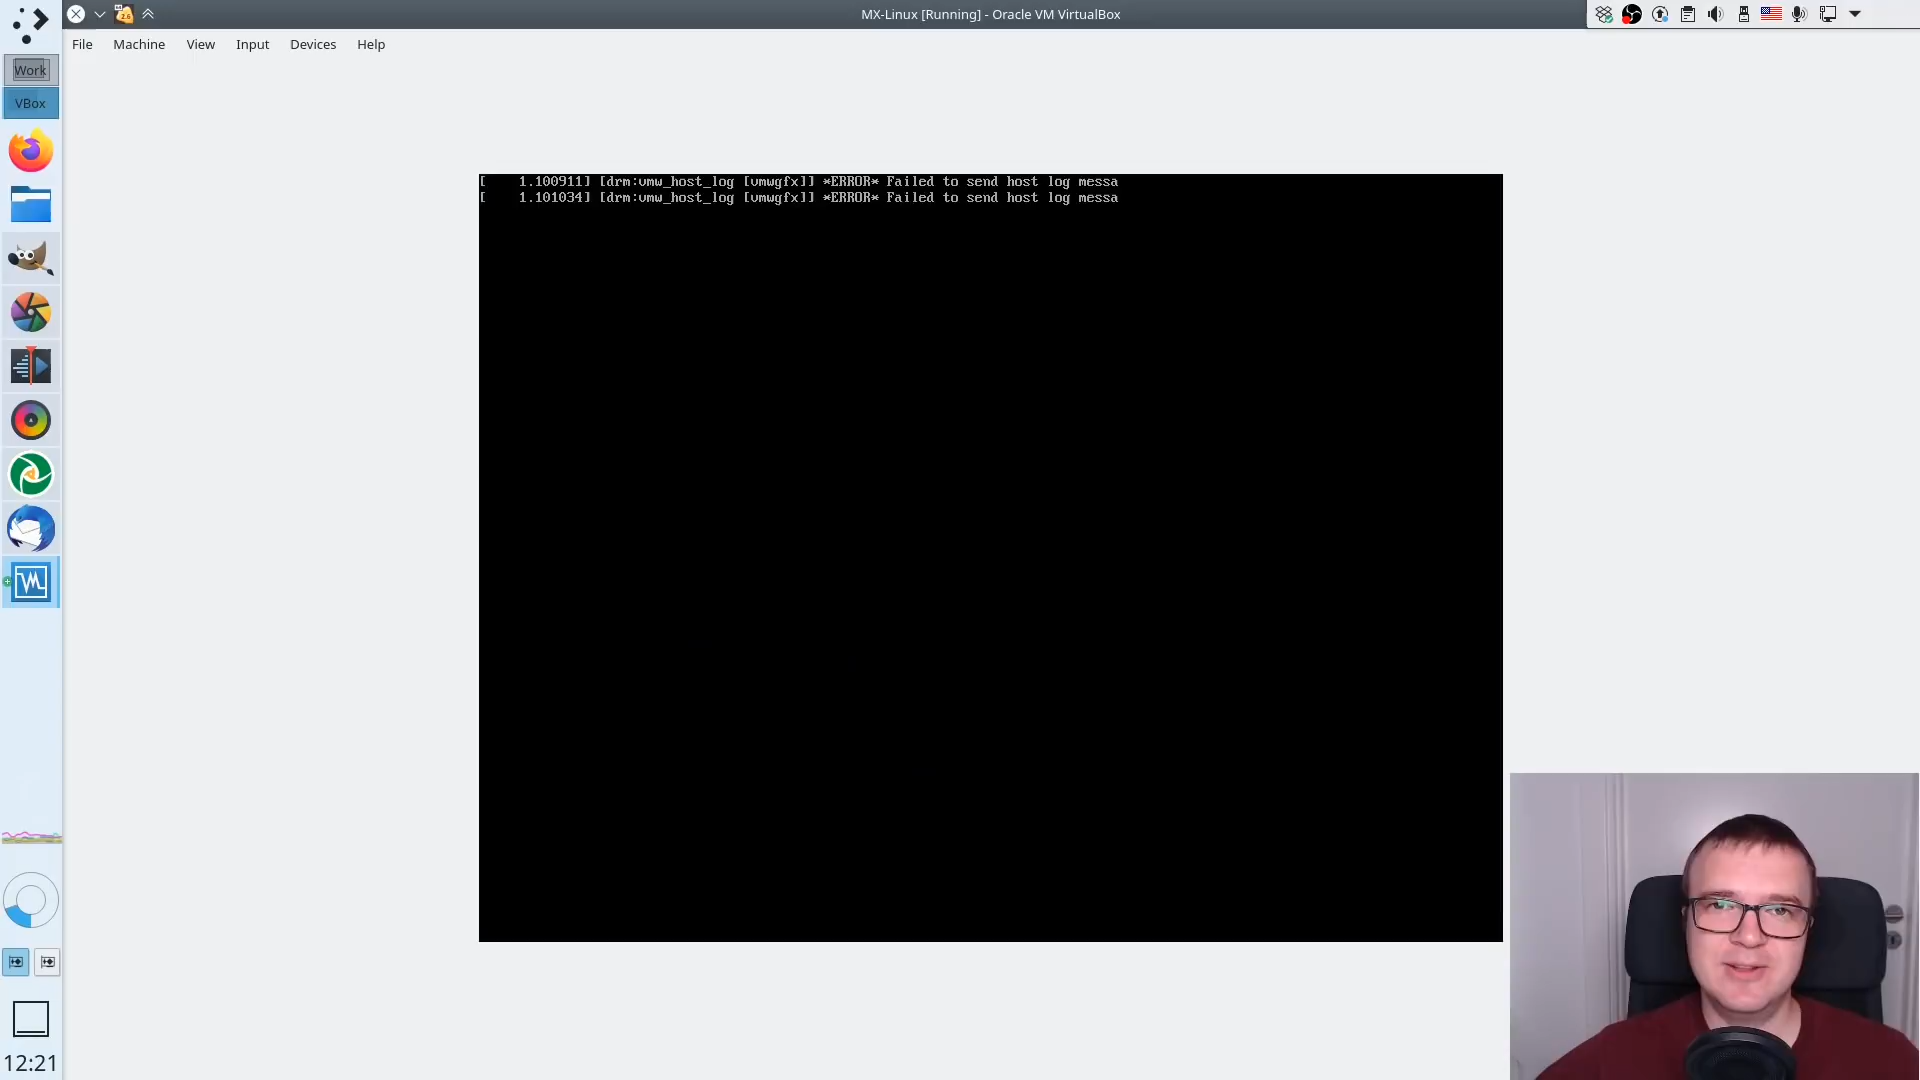 MX-Linux [Running] - Oracle VM VirtualBox
File Machine View Input Devices Help
Work
VBox
[    1.100911] [drm:vmw_host_log [vmwgfx]] *ERROR* Failed to send host log messa
[    1.101034] [drm:vmw_host_log [vmwgfx]] *ERROR* Failed to send host log messa
12:21